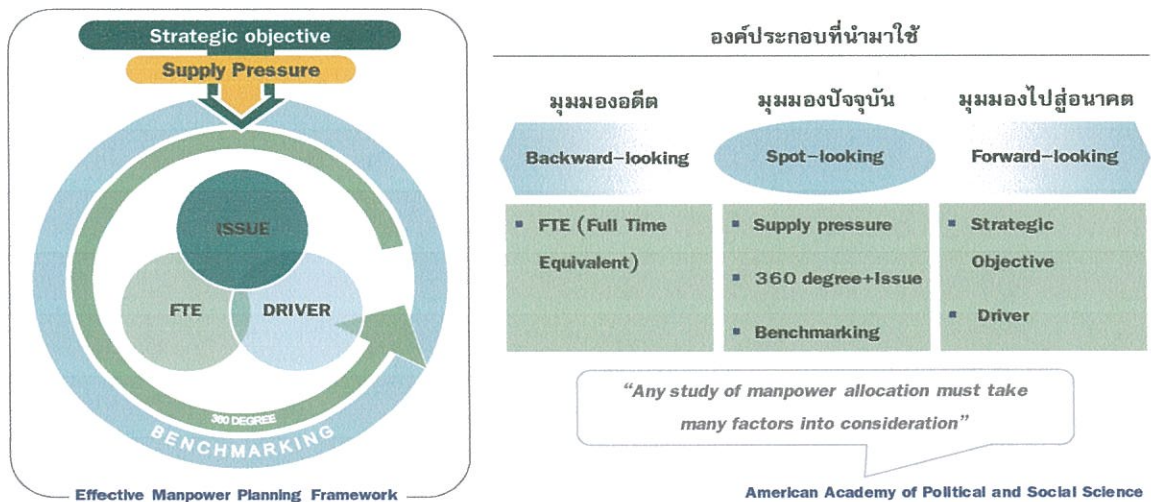 Strategic objective
Supply Pressure
ISSUE
FTE
DRIVER
360 DEGREE
BENCHMARKING
Effective Manpower Planning Framework
องค์ประกอบที่นำมาใช้
มุมมองอดีต
มุมมองปัจจุบัน
มุมมองไปสู่อนาคต
Backward-looking
Spot-looking
Forward-looking
▪ FTE (Full Time
Equivalent)
▪ Supply pressure
▪ 360 degree+Issue
▪ Benchmarking
▪ Strategic
Objective
▪ Driver
“Any study of manpower allocation must take
many factors into consideration”
American Academy of Political and Social Science